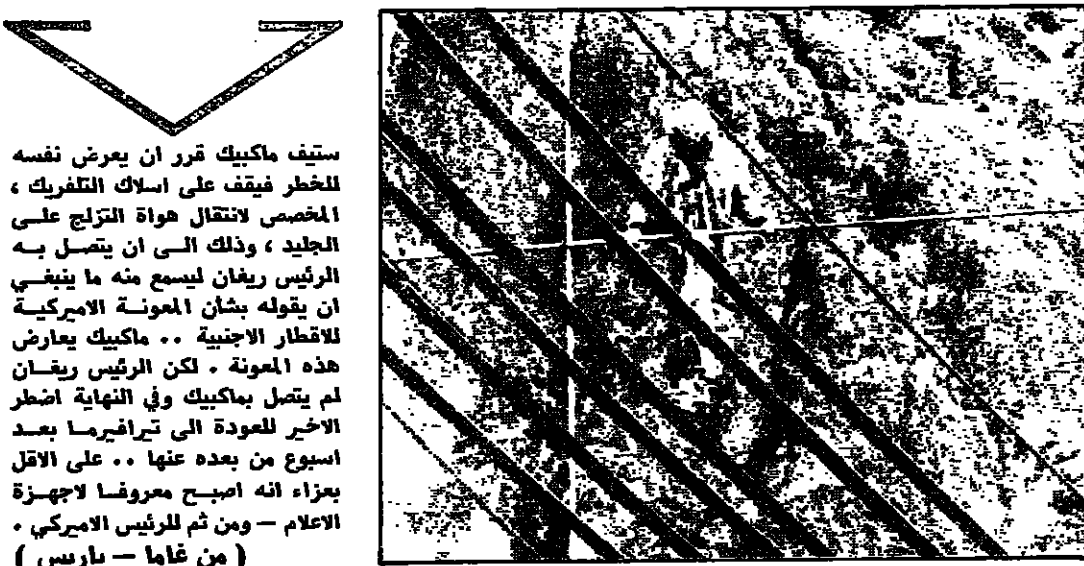 ستيف ماكبيك قرر ان يعرض نفسه
للخطر فيقف على اسلاك التلفريك ،
المخصص لانتقال هواة التزلج على
الجليد ، وذلك الى ان يتصل به
الرئيس ريغان ليسمع منه ما ينبغي
ان يقوله بشأن المعونة الاميركية
للاقطار الاجنبية .. ماكبيك يعارض
هذه المعونة . لكن الرئيس ريغان
لم يتصل بماكبيك وفي النهاية اضطر
الاخير للعودة الى تيرافيرما بعد
اسبوع من بعده عنها .. على الاقل
بعزاء انه اصبح معروفا لاجهزة
الاعلام — ومن ثم للرئيس الاميركي .
( من غاما — باريس )